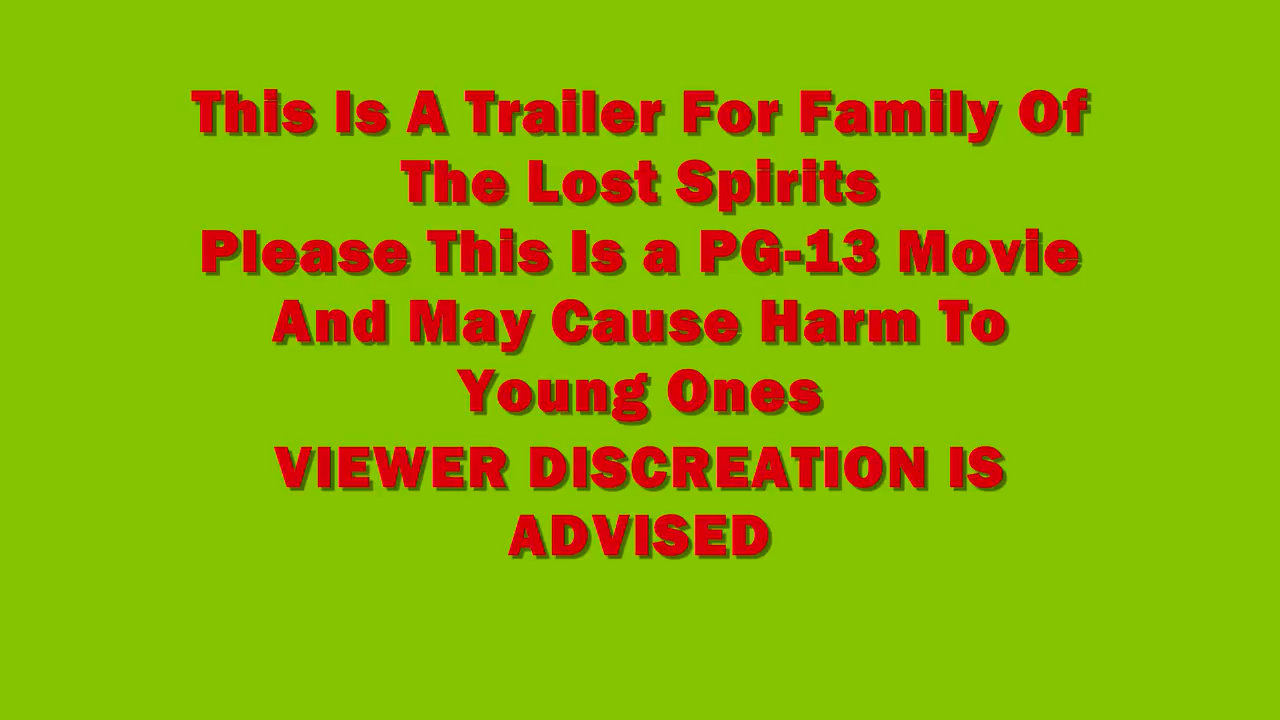 This Is A Trailer For Family Of
The Lost Spirits
Please This Is a PG-13 Movie
And May Cause Harm To
Young Ones
VIEWER DISCREATION IS
ADVISED